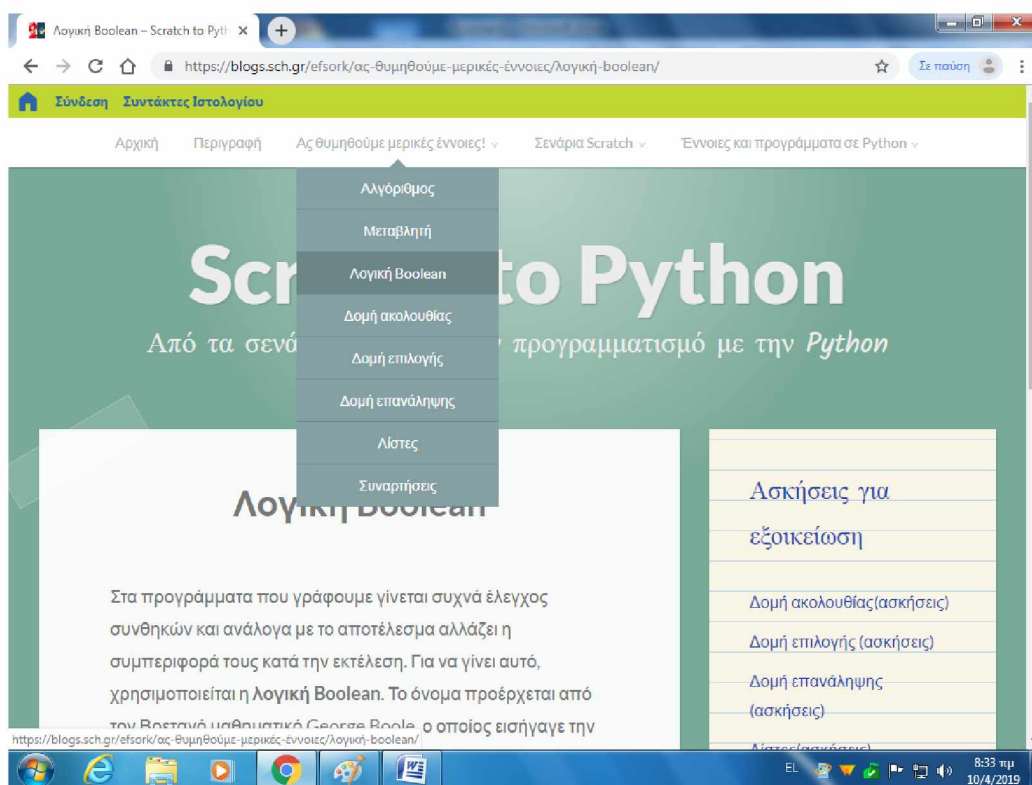 Λογική Boolean – Scratch to Pyth
https://blogs.sch.gr/efsork/ας-θυμηθούμε-μερικές-έννοιες/λογική-boolean/
Σε παύση
Σύνδεση Συντάκτες Ιστολογίου
Αρχική Περιγραφή Ας θυμηθούμε μερικές έννοιες! Σενάρια Scratch Έννοιες και προγράμματα σε Python
Αλγόριθμος
Μεταβλητή
Λογική Boolean
Δομή ακολουθίας
Δομή επιλογής
Δομή επανάληψης
Λίστες
Συναρτήσεις
Scr to Python
Από τα σενά προγραμματισμό με την Python
Λογική Boolean
Στα προγράμματα που γράφουμε γίνεται συχνά έλεγχος
συνθηκών και ανάλογα με το αποτέλεσμα αλλάζει η
συμπεριφορά τους κατά την εκτέλεση. Για να γίνει αυτό,
χρησιμοποιείται η λογική Boolean. Το όνομα προέρχεται από
τον Βρετανό μαθηματικό George Boole, ο οποίος εισήγαγε την
Ασκήσεις για
εξοικείωση
Δομή ακολουθίας(ασκήσεις)
Δομή επιλογής (ασκήσεις)
Δομή επανάληψης
(ασκήσεις)
Λίστες(ασκήσεις)
https://blogs.sch.gr/efsork/ας-θυμηθούμε-μερικές-έννοιες/λογική-boolean/
EL
8:33 πμ
10/4/2019